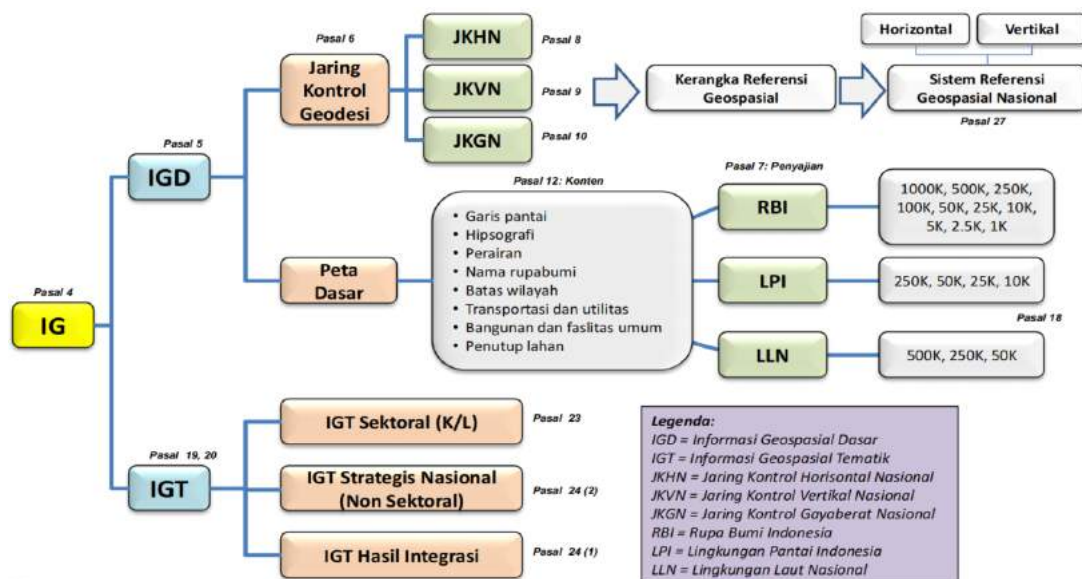 Pasal 4
IG
Pasal 5
IGD
Pasal 6
Jaring
Kontrol
Geodesi
JKHN
Pasal 8
JKVN
Pasal 9
JKGN
Pasal 10
Kerangka Referensi
Geospasial
Horizontal
Vertikal
Sistem Referensi
Geospasial Nasional
Pasal 27
Peta
Dasar
Pasal 12: Konten
• Garis pantai
• Hipsografi
• Perairan
• Nama rupabumi
• Batas wilayah
• Transportasi dan utilitas
• Bangunan dan faslitas umum
• Penutup lahan
Pasal 7: Penyajian
RBI
1000K, 500K, 250K,
100K, 50K, 25K, 10K,
5K, 2.5K, 1K
LPI
250K, 50K, 25K, 10K
Pasal 18
LLN
500K, 250K, 50K
Pasal 19, 20
IGT
IGT Sektoral (K/L)
Pasal 23
IGT Strategis Nasional
(Non Sektoral)
Pasal 24 (2)
IGT Hasil Integrasi
Pasal 24 (1)
Legenda:
IGD = Informasi Geospasial Dasar
IGT = Informasi Geospasial Tematik
JKHN = Jaring Kontrol Horisontal Nasional
JKVN = Jaring Kontrol Vertikal Nasional
JKGN = Jaring Kontrol Gayaberat Nasional
RBI = Rupa Bumi Indonesia
LPI = Lingkungan Pantai Indonesia
LLN = Lingkungan Laut Nasional